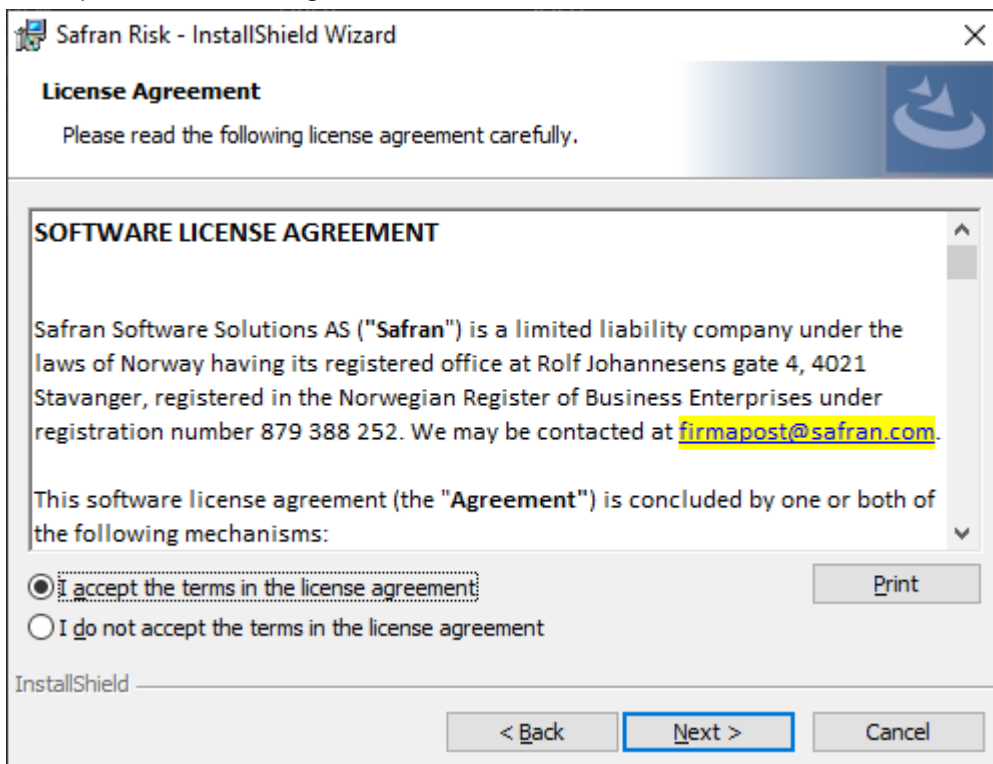 Safran Risk - InstallShield Wizard
License Agreement
Please read the following license agreement carefully.
SOFTWARE LICENSE AGREEMENT
Safran Software Solutions AS ("Safran") is a limited liability company under the
laws of Norway having its registered office at Rolf Johannesens gate 4, 4021
Stavanger, registered in the Norwegian Register of Business Enterprises under
registration number 879 388 252. We may be contacted at firmapost@safran.com.
This software license agreement (the "Agreement") is concluded by one or both of
the following mechanisms:
I accept the terms in the license agreement
Print
I do not accept the terms in the license agreement
InstallShield
< Back
Next >
Cancel